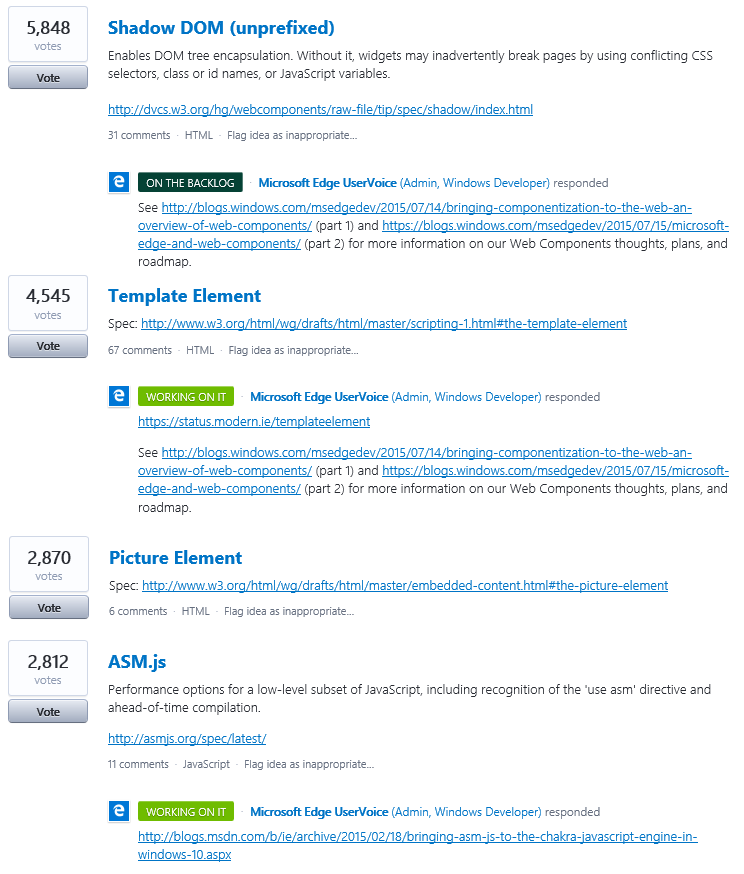 5,848
votes
Vote
Shadow DOM (unprefixed)
Enables DOM tree encapsulation. Without it, widgets may inadvertently break pages by using conflicting CSS
selectors, class or id names, or JavaScript variables.
http://dvcs.w3.org/hg/webcomponents/raw-file/tip/spec/shadow/index.html
31 comments · HTML · Flag idea as inappropriate…
ON THE BACKLOG · Microsoft Edge UserVoice (Admin, Windows Developer) responded
See http://blogs.windows.com/msedgedev/2015/07/14/bringing-componentization-to-the-web-an-
overview-of-web-components/ (part 1) and https://blogs.windows.com/msedgedev/2015/07/15/microsoft-
edge-and-web-components/ (part 2) for more information on our Web Components thoughts, plans, and
roadmap.
4,545
votes
Vote
Template Element
Spec: http://www.w3.org/html/wg/drafts/html/master/scripting-1.html#the-template-element
67 comments · HTML · Flag idea as inappropriate…
WORKING ON IT · Microsoft Edge UserVoice (Admin, Windows Developer) responded
https://status.modern.ie/templateelement
See http://blogs.windows.com/msedgedev/2015/07/14/bringing-componentization-to-the-web-an-
overview-of-web-components/ (part 1) and https://blogs.windows.com/msedgedev/2015/07/15/microsoft-
edge-and-web-components/ (part 2) for more information on our Web Components thoughts, plans, and
roadmap.
2,870
votes
Vote
Picture Element
Spec: http://www.w3.org/html/wg/drafts/html/master/embedded-content.html#the-picture-element
6 comments · HTML · Flag idea as inappropriate…
2,812
votes
Vote
ASM.js
Performance options for a low-level subset of JavaScript, including recognition of the 'use asm' directive and
ahead-of-time compilation.
http://asmjs.org/spec/latest/
11 comments · JavaScript · Flag idea as inappropriate…
WORKING ON IT · Microsoft Edge UserVoice (Admin, Windows Developer) responded
http://blogs.msdn.com/b/ie/archive/2015/02/18/bringing-asm-js-to-the-chakra-javascript-engine-in-
windows-10.aspx